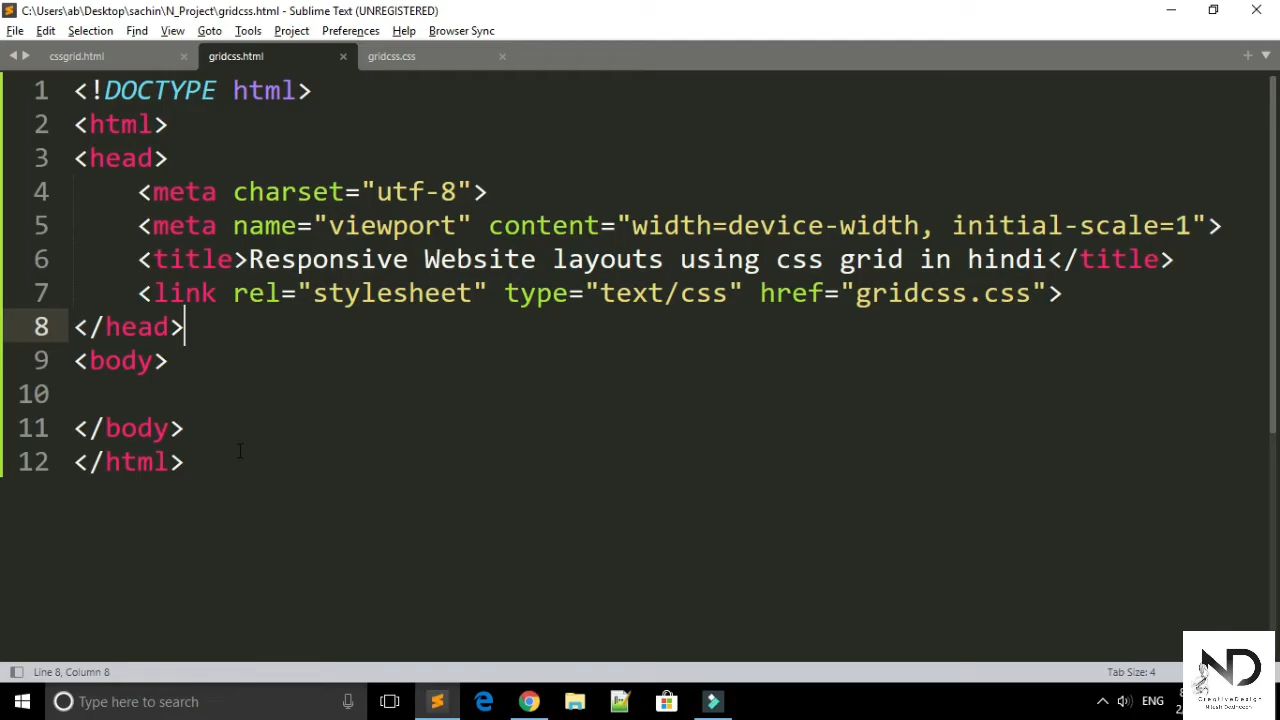 C:\Users\ab\Desktop\sachin\N_Project\gridcss.html - Sublime Text (UNREGISTERED)
File Edit Selection Find View Goto Tools Project Preferences Help Browser Sync
cssgrid.html gridcss.html gridcss.css
1 <!DOCTYPE html>
2 <html>
3 <head>
4 <meta charset="utf-8">
5 <meta name="viewport" content="width=device-width, initial-scale=1">
6 <title>Responsive Website layouts using css grid in hindi</title>
7 <link rel="stylesheet" type="text/css" href="gridcss.css">
8 </head>
9 <body>
10
11 </body>
12 </html>
Line 8, Column 8 Tab Size: 4
Type here to search ENG
ND
CreativeDesign